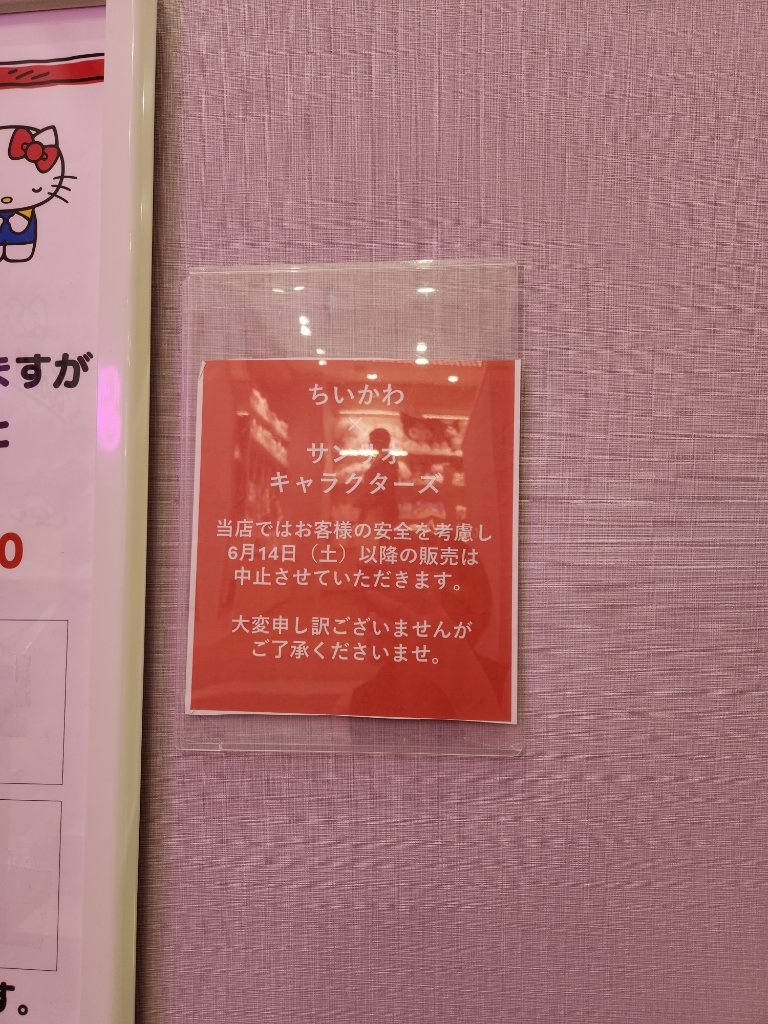 ますが
0
す。
ちいかわ
×
サンリオ
キャラクターズ
当店ではお客様の安全を考慮し
6月14日（土）以降の販売は
中止させていただきます。
大変申し訳ございませんが
ご了承くださいませ。